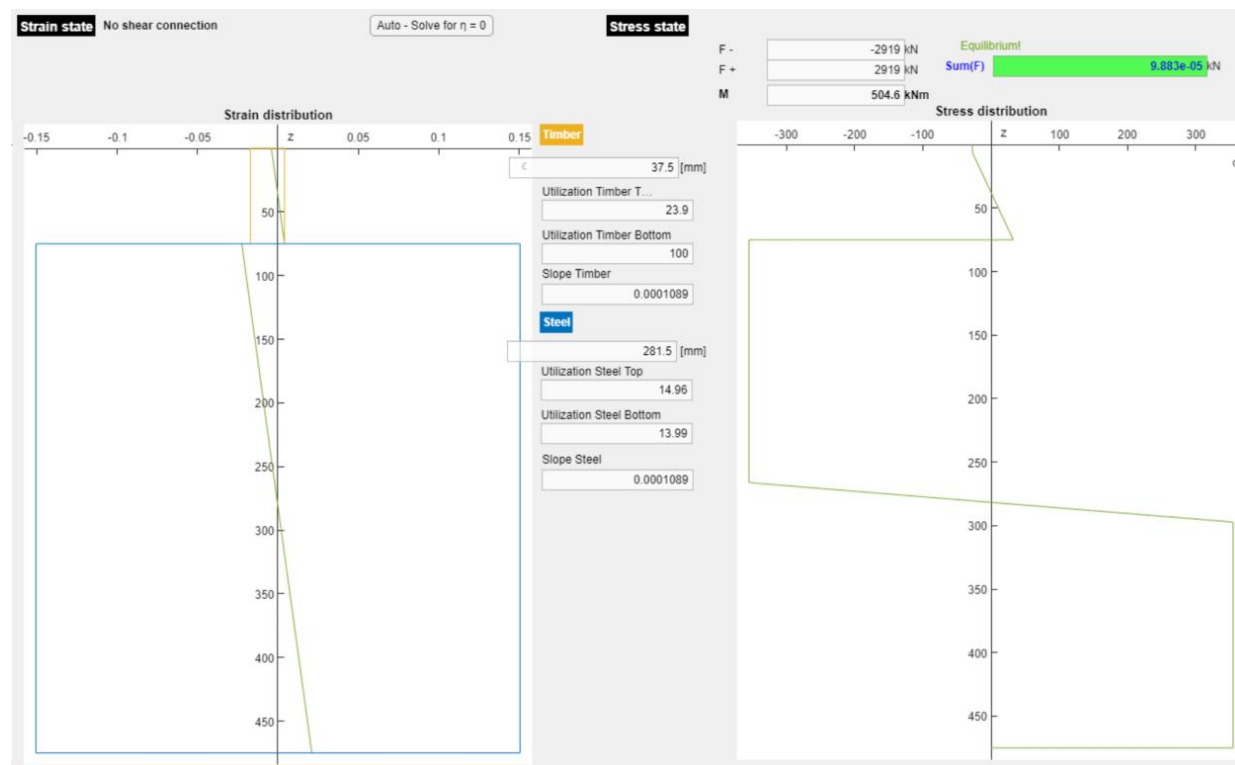 Strain state No shear connection Auto - Solve for η = 0 Stress state
F - -2919 kN Equilibrium!
F + 2919 kN Sum(F) 9.883e-05 kN
M 504.6 kNm
Strain distribution
-0.15 -0.1 -0.05 z 0.05 0.1 0.15
50
100
150
200
250
300
350
400
450
Timber
37.5 [mm]
Utilization Timber T...
23.9
Utilization Timber Bottom
100
Slope Timber
0.0001089
Steel
281.5 [mm]
Utilization Steel Top
14.96
Utilization Steel Bottom
13.99
Slope Steel
0.0001089
Stress distribution
-300 -200 -100 z 100 200 300
50
100
150
200
250
300
350
400
450